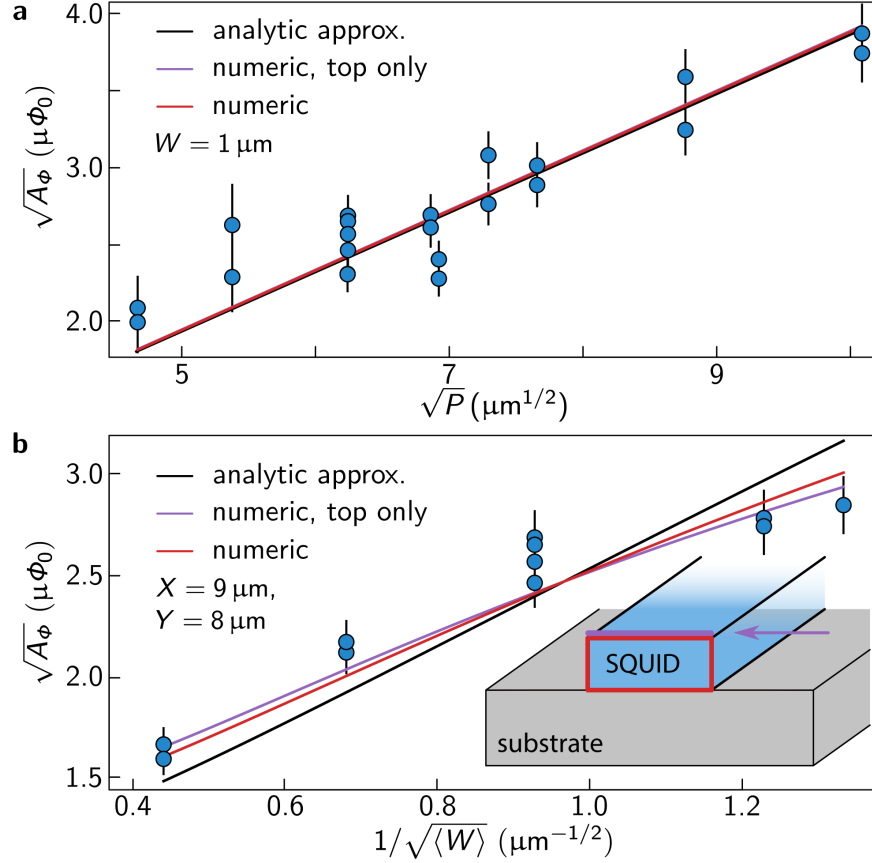 a
4.0
3.0
2.0
√A_Φ (μΦ₀)
analytic approx.
numeric, top only
numeric
W = 1 μm
5 7 9
√P (μm^1/2)
b
3.0
2.5
2.0
1.5
√A_Φ (μΦ₀)
analytic approx.
numeric, top only
numeric
X = 9 μm,
Y = 8 μm
SQUID
substrate
0.4 0.6 0.8 1.0 1.2
1/√⟨W⟩ (μm^−1/2)